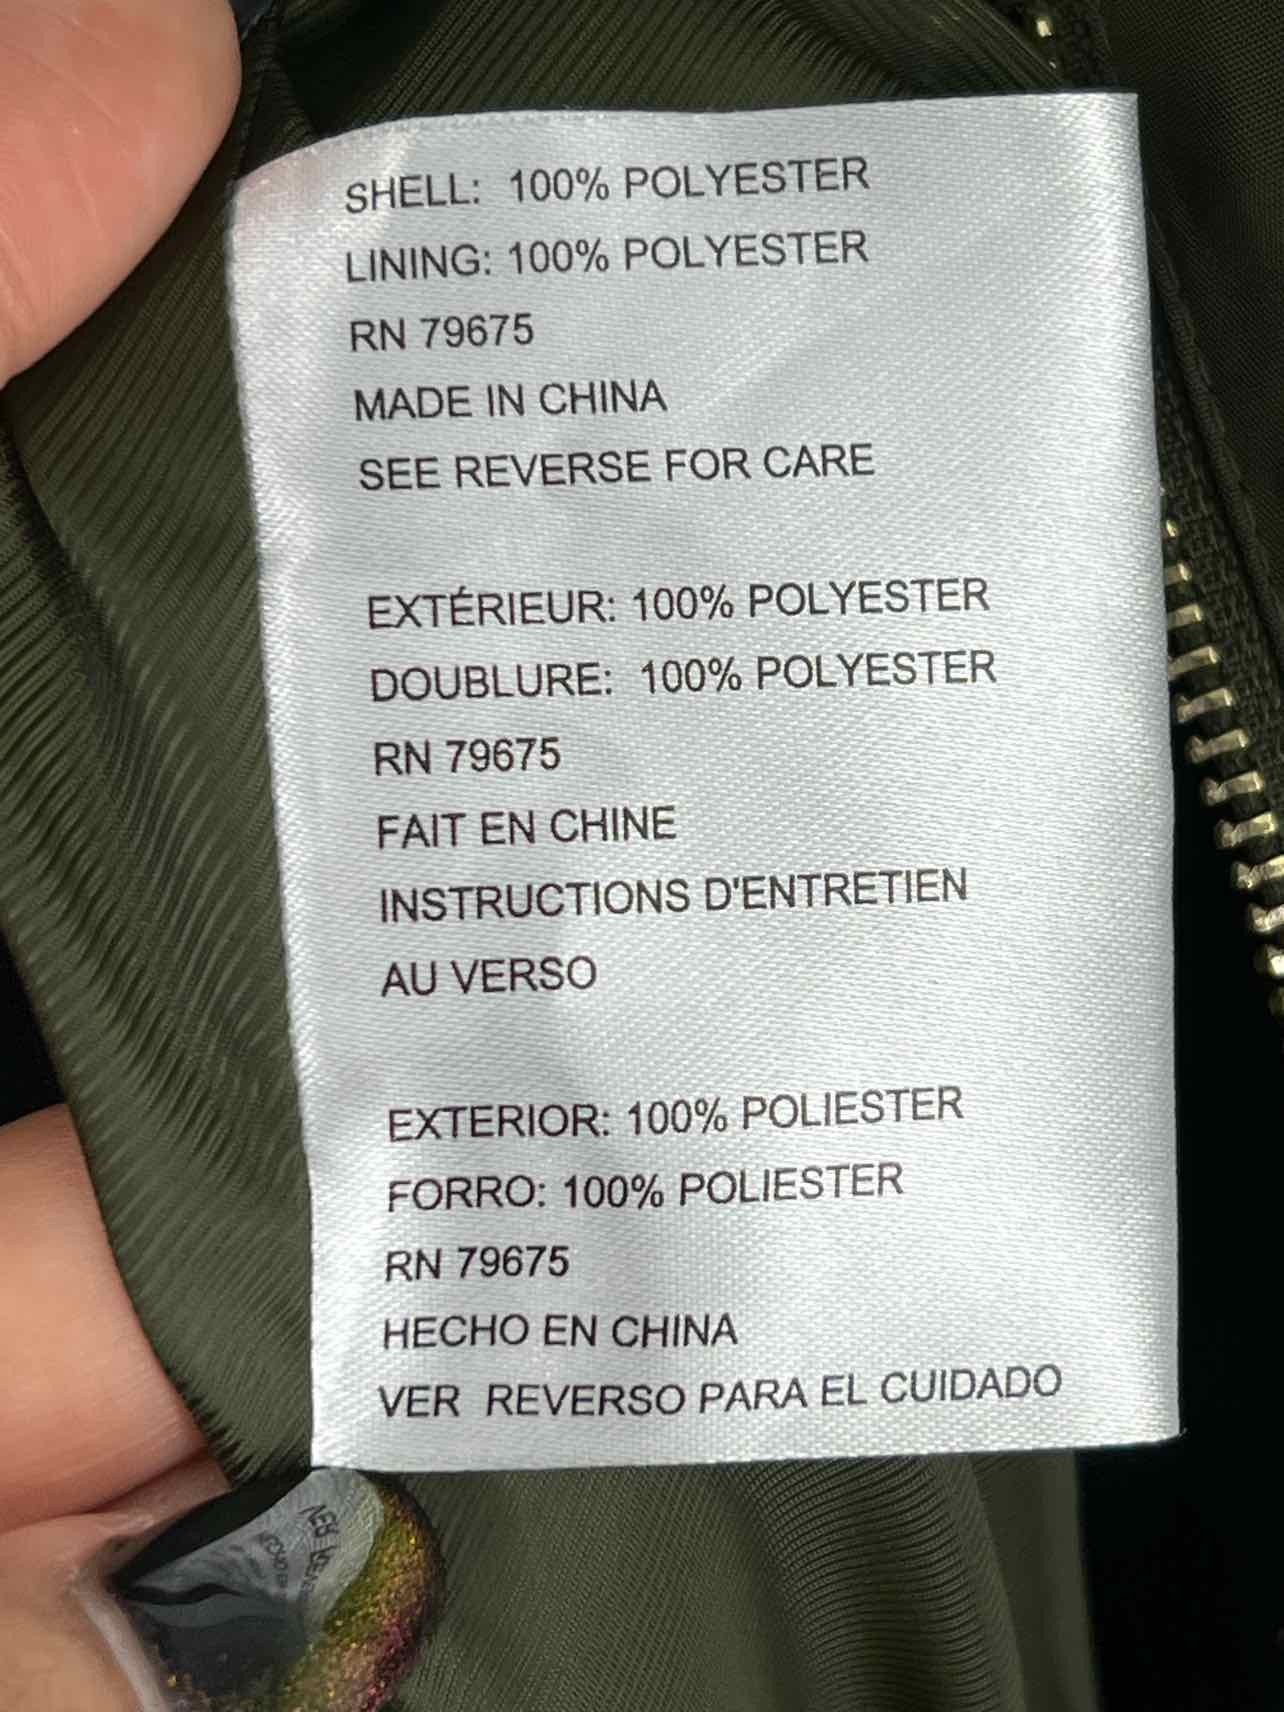 SHELL: 100% POLYESTER
LINING: 100% POLYESTER
RN 79675
MADE IN CHINA
SEE REVERSE FOR CARE
EXTÉRIEUR: 100% POLYESTER
DOUBLURE: 100% POLYESTER
RN 79675
FAIT EN CHINE
INSTRUCTIONS D'ENTRETIEN
AU VERSO
EXTERIOR: 100% POLIESTER
FORRO: 100% POLIESTER
RN 79675
HECHO EN CHINA
VER REVERSO PARA EL CUIDADO